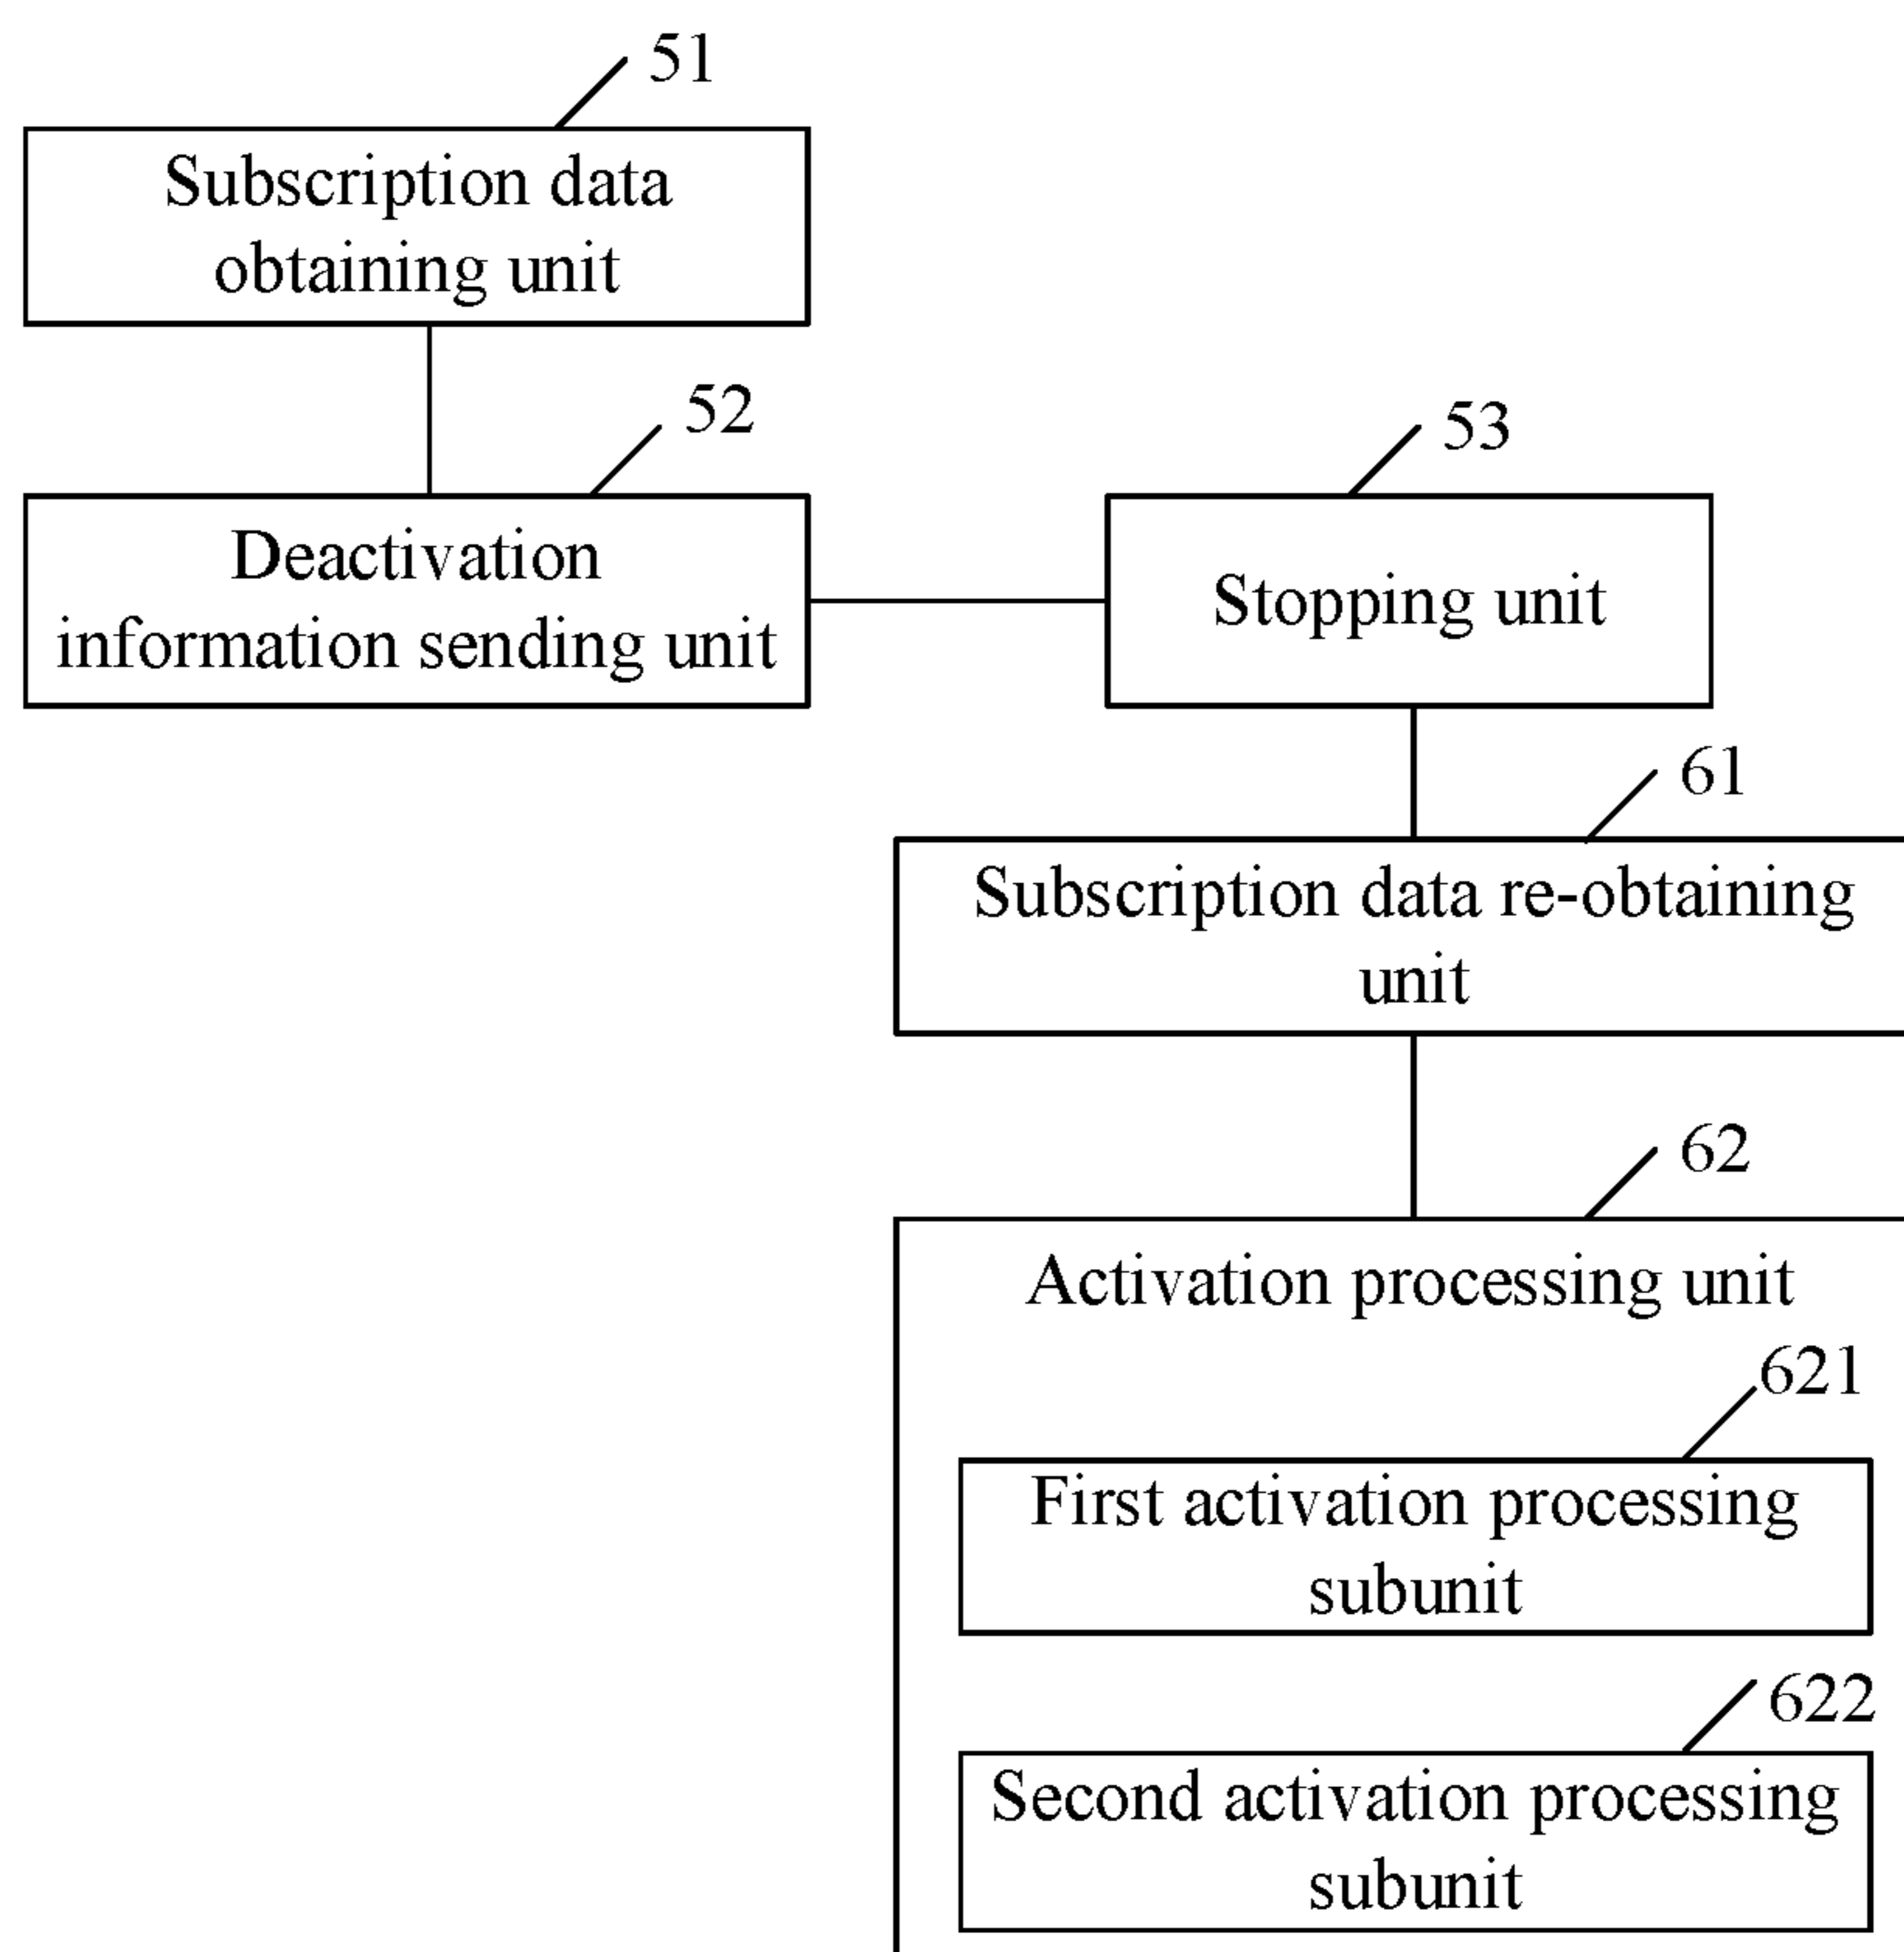 51
Subscription data
obtaining unit
52
Deactivation
information sending unit
53
Stopping unit
61
Subscription data re-obtaining
unit
62
Activation processing unit
621
First activation processing
subunit
622
Second activation processing
subunit